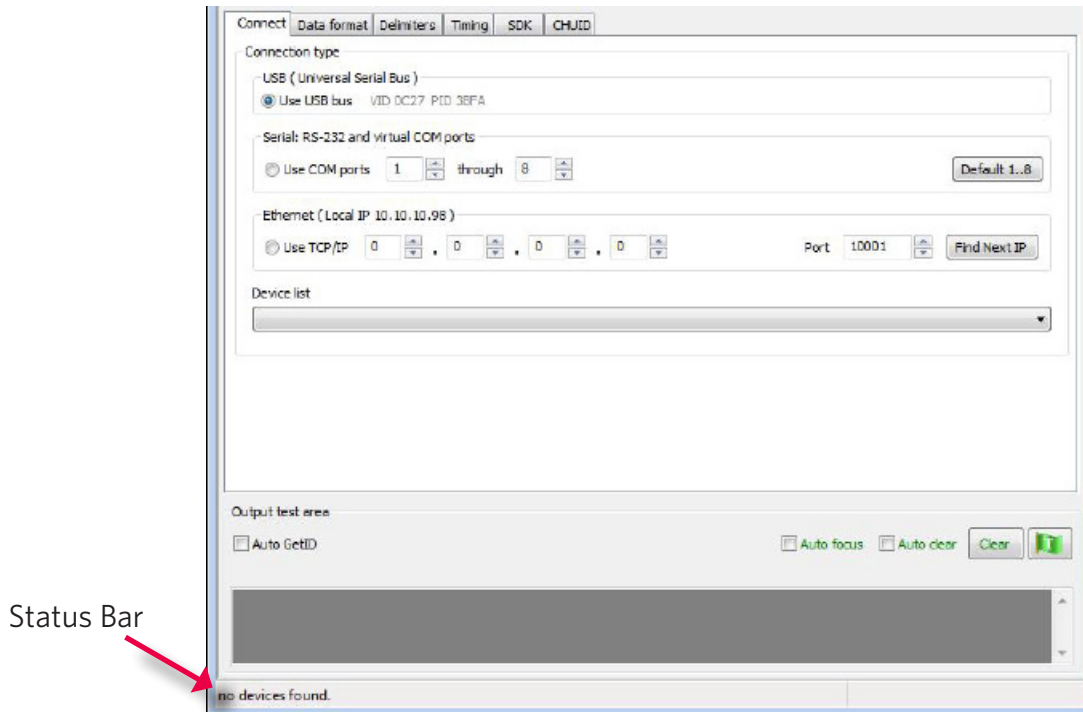 Connect Data format Delimiters Timing SDK CHUID
Connection type
USB ( Universal Serial Bus )
Use USB bus VID 0C27 PID 3BFA
Serial: RS-232 and virtual COM ports
Use COM ports 1 through 8 Default 1..8
Ethernet ( Local IP 10.10.10.98 )
Use TCP/IP 0 . 0 . 0 . 0 Port 10001 Find Next IP
Device list
Output test area
Auto GetID Auto focus Auto clear Clear
Status Bar
no devices found.